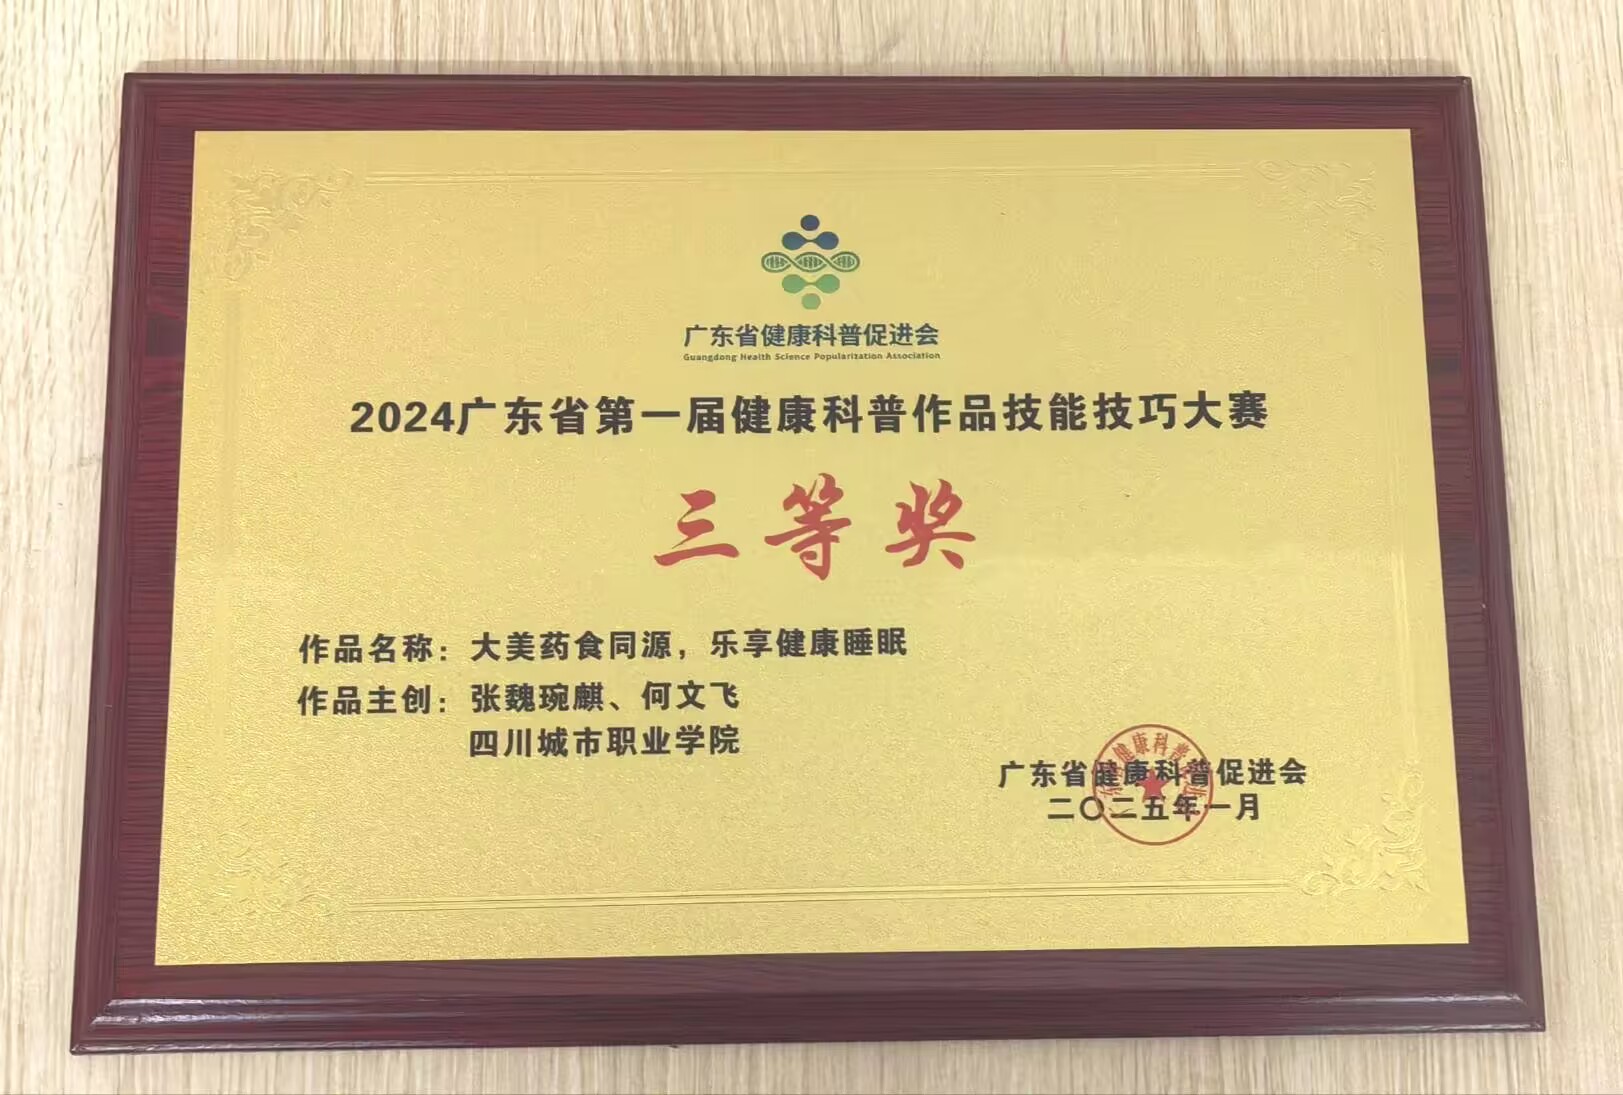 广东省健康科普促进会
Guangdong Health Science Popularization Association
2024广东省第一届健康科普作品技能技巧大赛
三等奖
作品名称：大美药食同源，乐享健康睡眠
作品主创：张魏琬麒、何文飞
四川城市职业学院
广东省健康科普促进会
二〇二五年一月